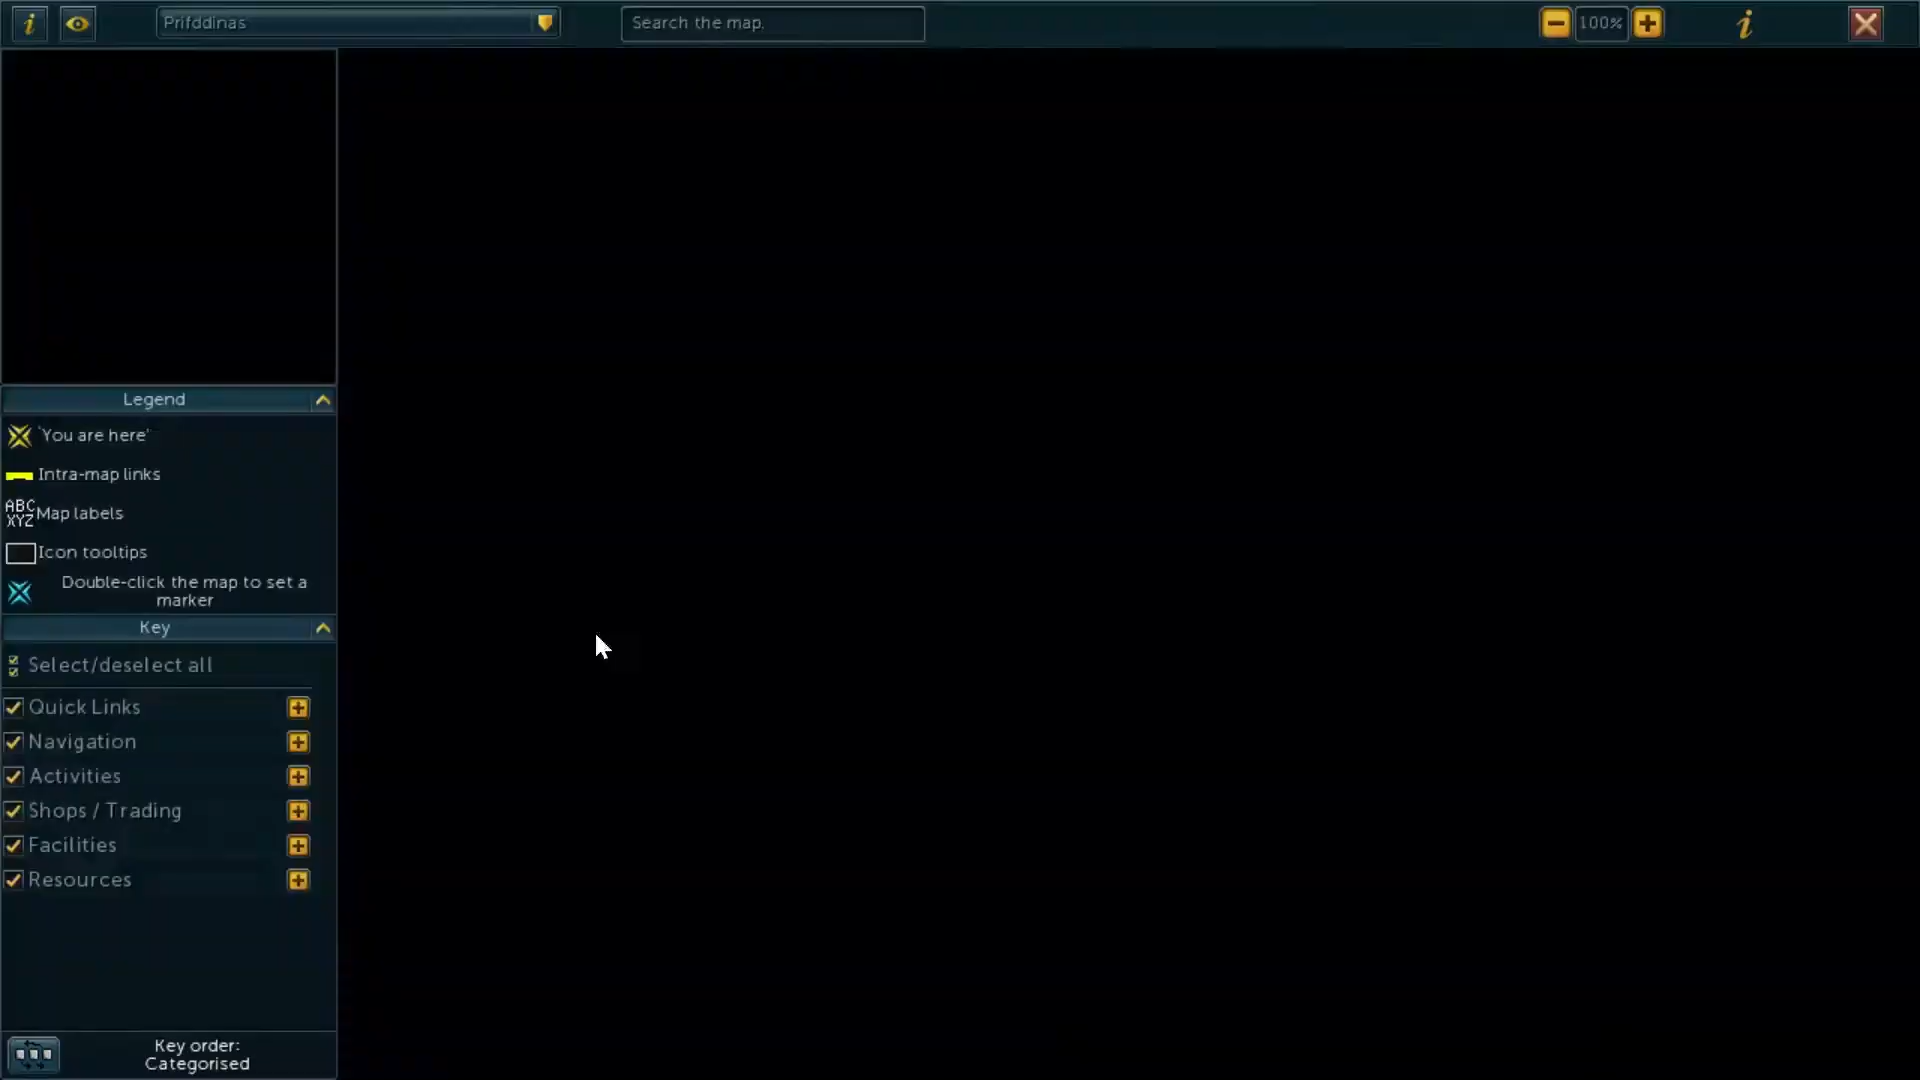 Prifddinas
Search the map.
100%
Legend
'You are here'
Intra-map links
ABC
XYZ
Map labels
Icon tooltips
Double-click the map to set a
marker
Key
Select/deselect all
Quick Links
Navigation
Activities
Shops / Trading
Facilities
Resources
Key order:
Categorised